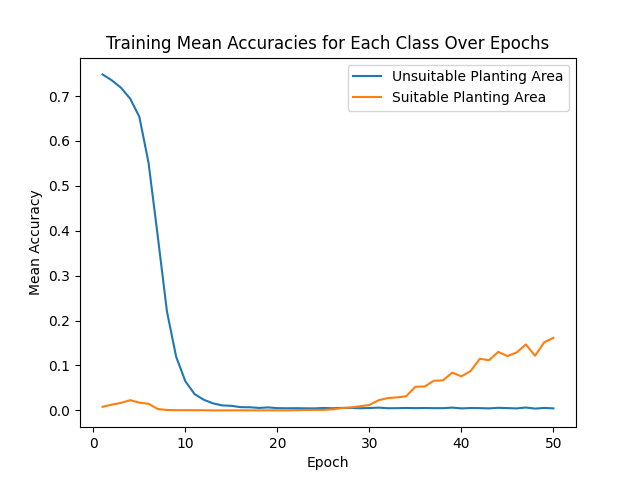 Training Mean Accuracies for Each Class Over Epochs
Unsuitable Planting Area
Suitable Planting Area
Mean Accuracy
0.7
0.6
0.5
0.4
0.3
0.2
0.1
0.0
0
10
20
30
40
50
Epoch